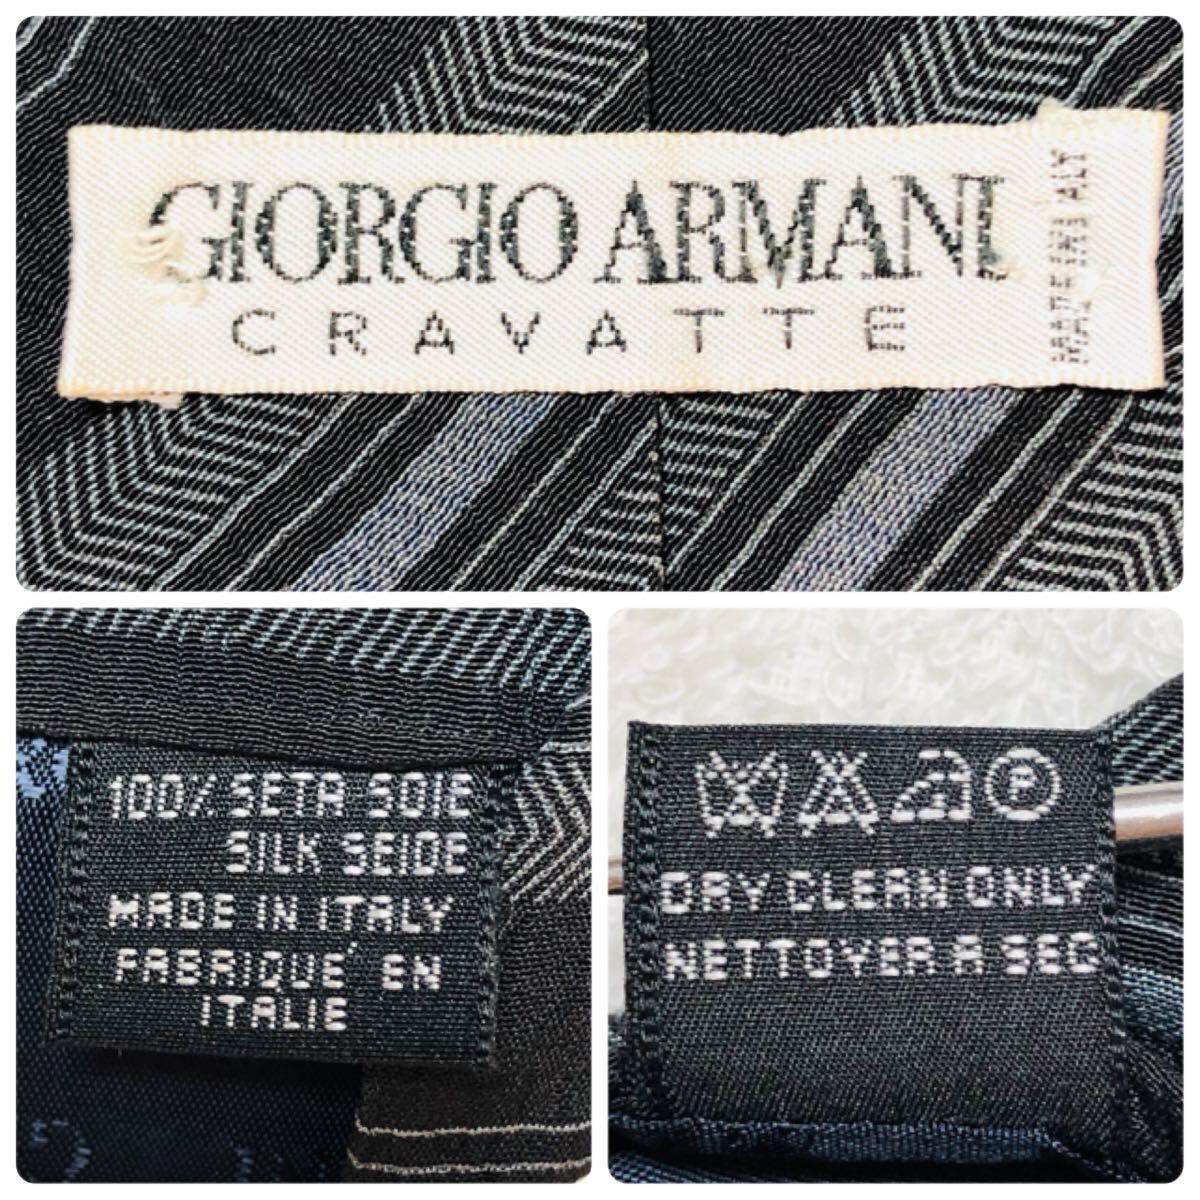 GIORGIO ARMANI
CRAVATTE
MADE IN ITALY
100% SETA SOIE
SILK SEIDE
MADE IN ITALY
FABRIQUÉ EN
ITALIE
P
DRY CLEAN ONLY
NETTOYER A SEC